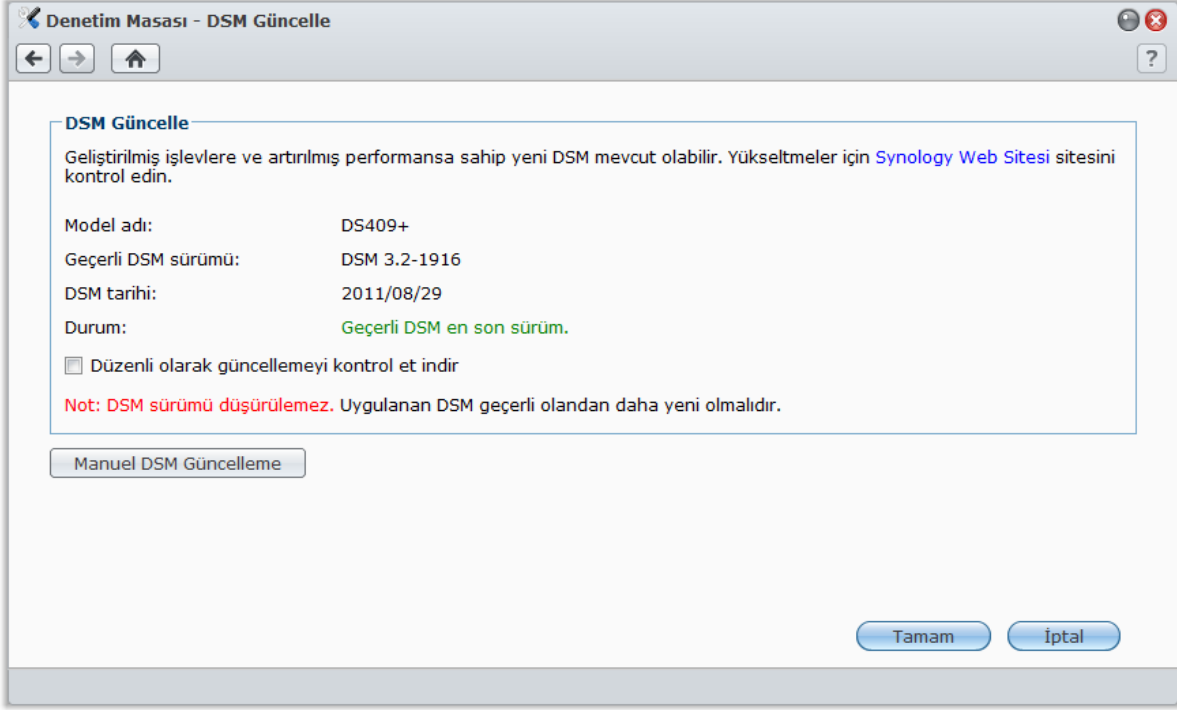 Denetim Masası - DSM Güncelle
?
DSM Güncelle
Geliştirilmiş işlevlere ve artırılmış performansa sahip yeni DSM mevcut olabilir. Yükseltmeler için Synology Web Sitesi sitesini
kontrol edin.
Model adı: DS409+
Geçerli DSM sürümü: DSM 3.2-1916
DSM tarihi: 2011/08/29
Durum: Geçerli DSM en son sürüm.
Düzenli olarak güncellemeyi kontrol et indir
Not: DSM sürümü düşürülemez. Uygulanan DSM geçerli olandan daha yeni olmalıdır.
Manuel DSM Güncelleme
Tamam İptal